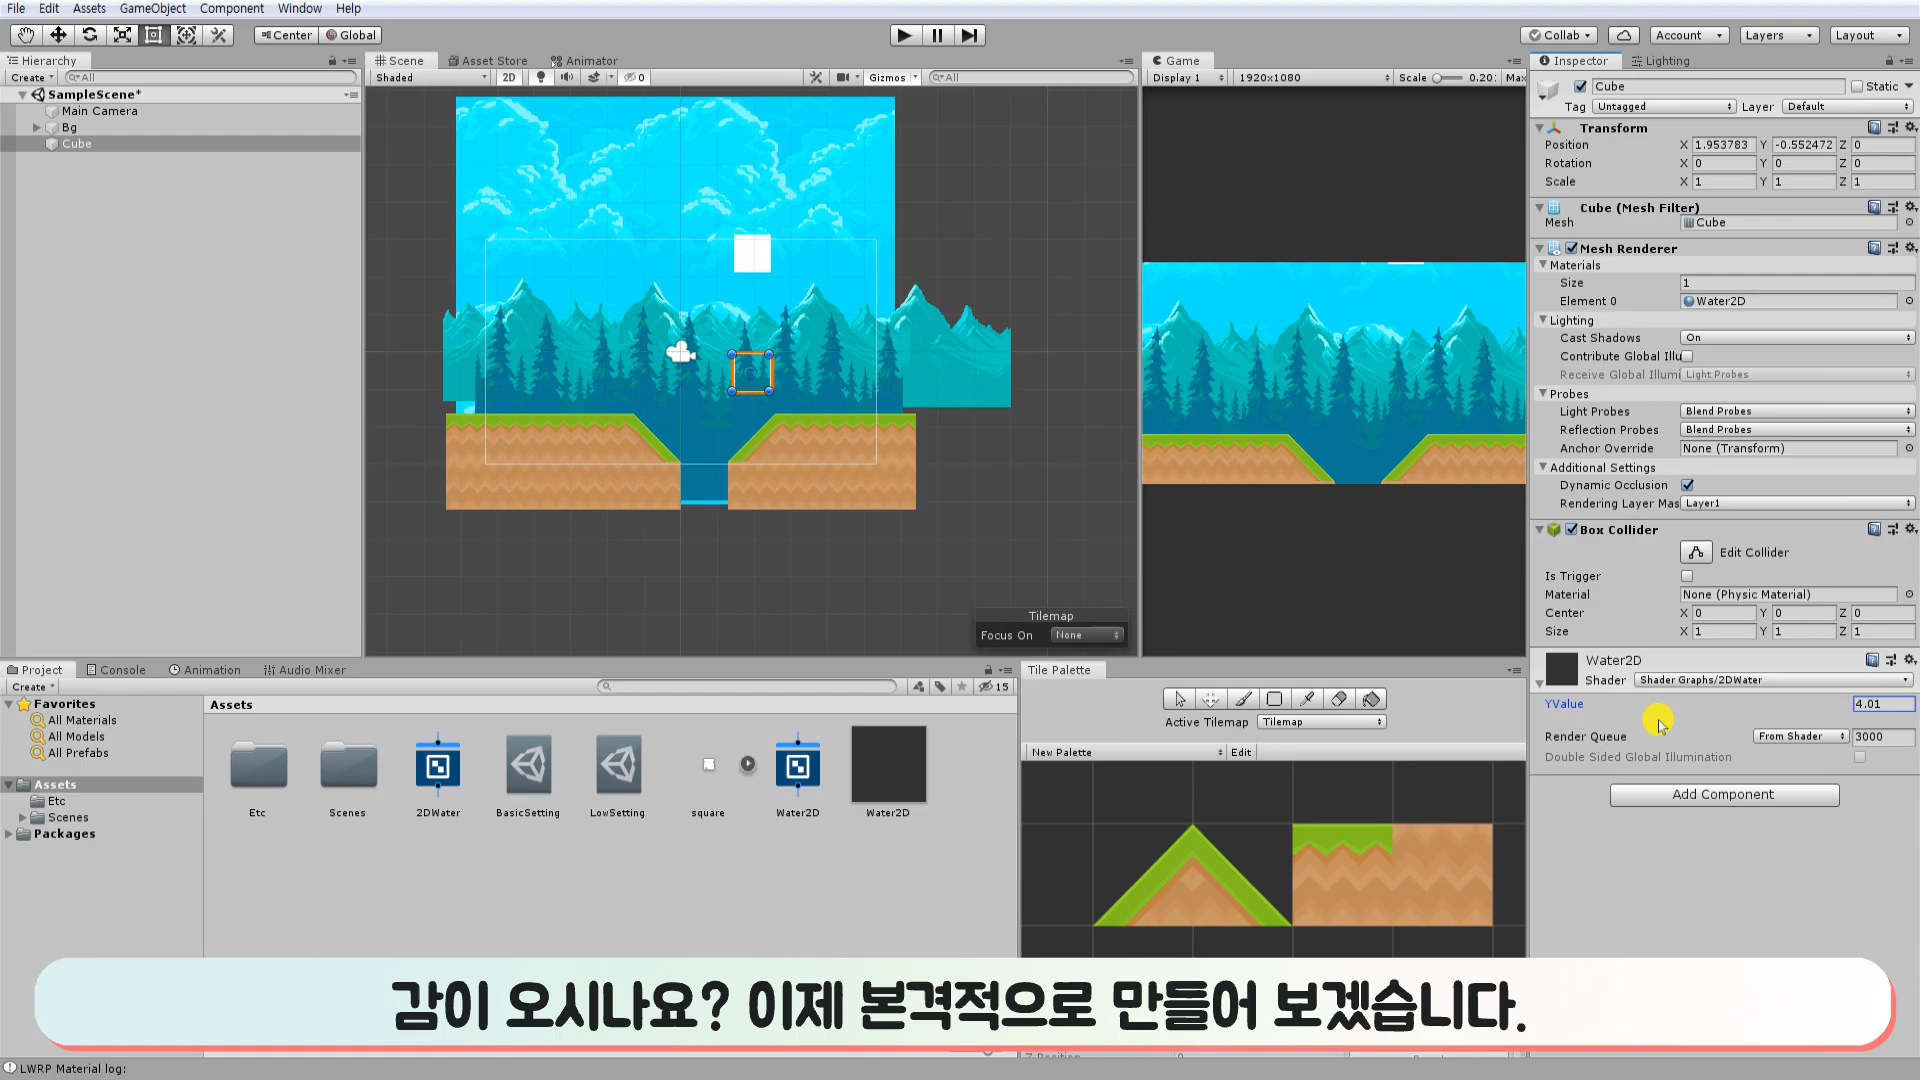 File Edit Assets GameObject Component Window Help
Center Global
Collab Account Layers Layout
Hierarchy
Create All
SampleScene*
Main Camera
Bg
Cube
Scene Asset Store Animator
Shaded 2D 0 Gizmos All
Tilemap
Focus On None
Game
Display 1 1920x1080 Scale 0.20 Max
Inspector Lighting
Cube Static
Tag Untagged Layer Default
Transform
Position X 1.953783 Y -0.552472 Z 0
Rotation X 0 Y 0 Z 0
Scale X 1 Y 1 Z 1
Cube (Mesh Filter)
Mesh Cube
Mesh Renderer
Materials
Size 1
Element 0 Water2D
Lighting
Cast Shadows On
Contribute Global Illu
Receive Global Illumi Light Probes
Probes
Light Probes Blend Probes
Reflection Probes Blend Probes
Anchor Override None (Transform)
Additional Settings
Dynamic Occlusion
Rendering Layer Mas Layer1
Box Collider
Edit Collider
Is Trigger
Material None (Physic Material)
Center X 0 Y 0 Z 0
Size X 1 Y 1 Z 1
Water2D
Shader Shader Graphs/2DWater
YValue 4.01
Render Queue From Shader 3000
Double Sided Global Illumination
Add Component
Project Console Animation Audio Mixer
Create 15
Favorites
All Materials
All Models
All Prefabs
Assets
Etc
Scenes
Packages
Assets
Etc Scenes 2DWater BasicSetting LowSetting square Water2D Water2D
Tile Palette
Active Tilemap Tilemap
New Palette Edit
감이 오시나요? 이제 본격적으로 만들어 보겠습니다.
LWRP Material log: